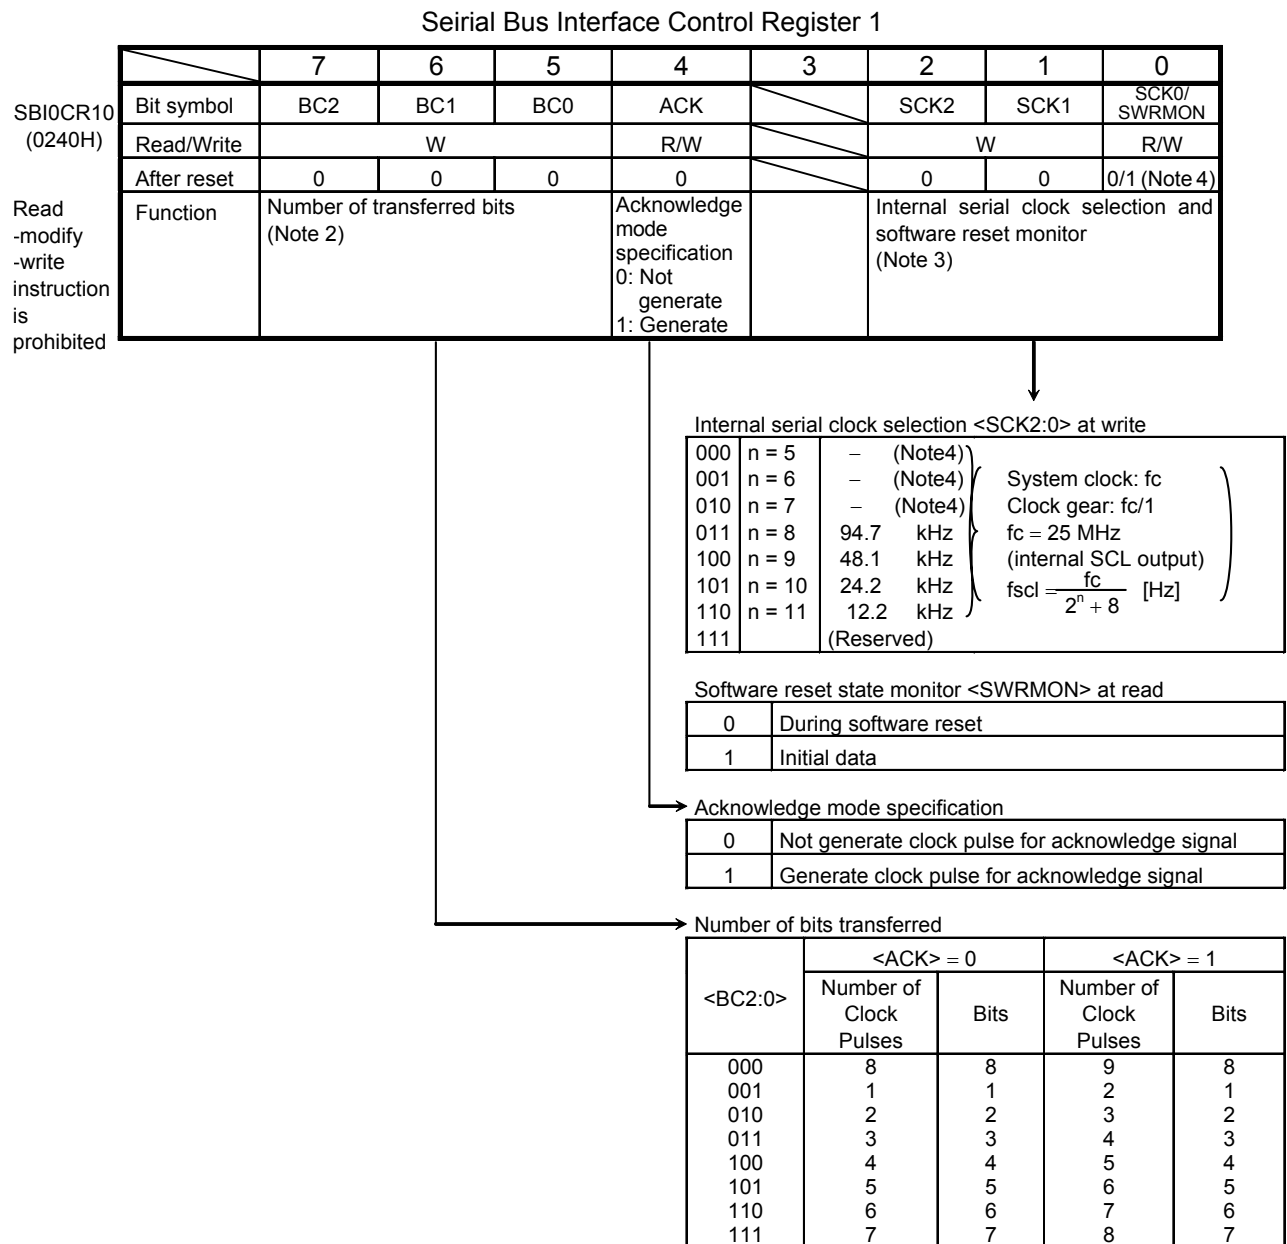 Seirial Bus Interface Control Register 1
7 6 5 4 3 2 1 0
SBI0CR10
(0240H)
Bit symbol BC2 BC1 BC0 ACK SCK2 SCK1 SCK0/
SWRMON
Read/Write W R/W W R/W
After reset 0 0 0 0 0 0 0/1 (Note 4)
Read
-modify
-write
instruction
is
prohibited
Function
Number of transferred bits
(Note 2)
Acknowledge
mode
specification
0: Not
generate
1: Generate
Internal serial clock selection and
software reset monitor
(Note 3)
Internal serial clock selection <SCK2:0> at write
000 n = 5 – (Note4)
001 n = 6 – (Note4)
010 n = 7 – (Note4)
011 n = 8 94.7 kHz
100 n = 9 48.1 kHz
101 n = 10 24.2 kHz
110 n = 11 12.2 kHz
111 (Reserved)
System clock: fc
Clock gear: fc/1
fc = 25 MHz
(internal SCL output)
fscl = fc / 2^n + 8 [Hz]
Software reset state monitor <SWRMON> at read
0 During software reset
1 Initial data
Acknowledge mode specification
0 Not generate clock pulse for acknowledge signal
1 Generate clock pulse for acknowledge signal
Number of bits transferred
<BC2:0>
<ACK> = 0 <ACK> = 1
Number of
Clock
Pulses
Bits
Number of
Clock
Pulses
Bits
000 8 8 9 8
001 1 1 2 1
010 2 2 3 2
011 3 3 4 3
100 4 4 5 4
101 5 5 6 5
110 6 6 7 6
111 7 7 8 7